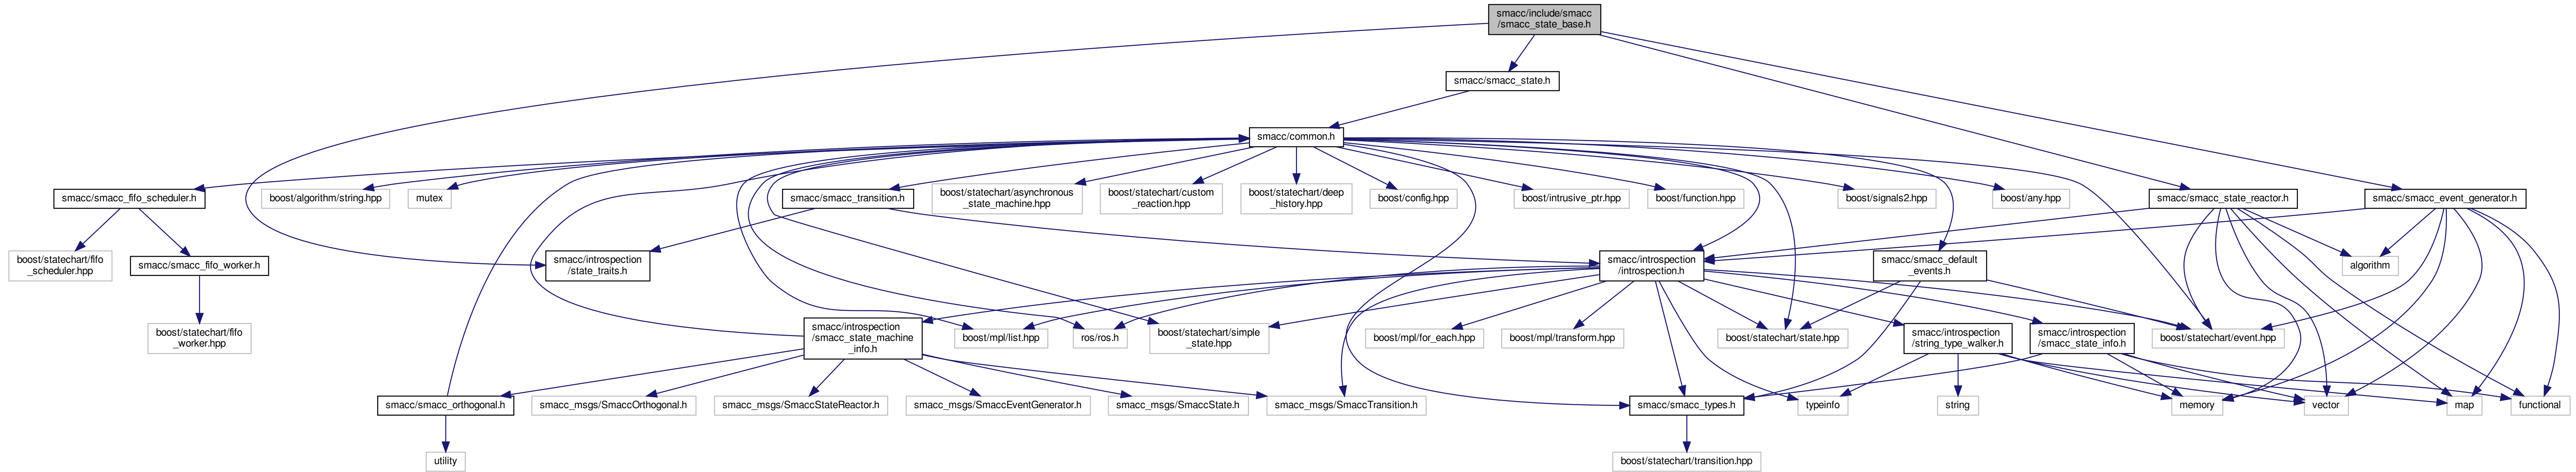 smacc/include/smacc
/smacc_state_base.h
smacc/smacc_state.h
smacc/common.h
smacc/smacc_fifo_scheduler.h
boost/algorithm/string.hpp
mutex
smacc/smacc_transition.h
boost/statechart/asynchronous
_state_machine.hpp
boost/statechart/custom
_reaction.hpp
boost/statechart/deep
_history.hpp
boost/config.hpp
boost/intrusive_ptr.hpp
boost/function.hpp
boost/signals2.hpp
boost/any.hpp
smacc/smacc_state_reactor.h
smacc/smacc_event_generator.h
boost/statechart/fifo
_scheduler.hpp
smacc/smacc_fifo_worker.h
smacc/introspection
/state_traits.h
smacc/introspection
/introspection.h
smacc/smacc_default
_events.h
algorithm
boost/statechart/fifo
_worker.hpp
smacc/introspection
/smacc_state_machine
_info.h
boost/mpl/list.hpp
ros/ros.h
boost/statechart/simple
_state.hpp
boost/mpl/for_each.hpp
boost/mpl/transform.hpp
boost/statechart/state.hpp
smacc/introspection
/string_type_walker.h
smacc/introspection
/smacc_state_info.h
boost/statechart/event.hpp
smacc/smacc_orthogonal.h
smacc_msgs/SmaccOrthogonal.h
smacc_msgs/SmaccStateReactor.h
smacc_msgs/SmaccEventGenerator.h
smacc_msgs/SmaccState.h
smacc_msgs/SmaccTransition.h
smacc/smacc_types.h
typeinfo
string
memory
vector
map
functional
utility
boost/statechart/transition.hpp